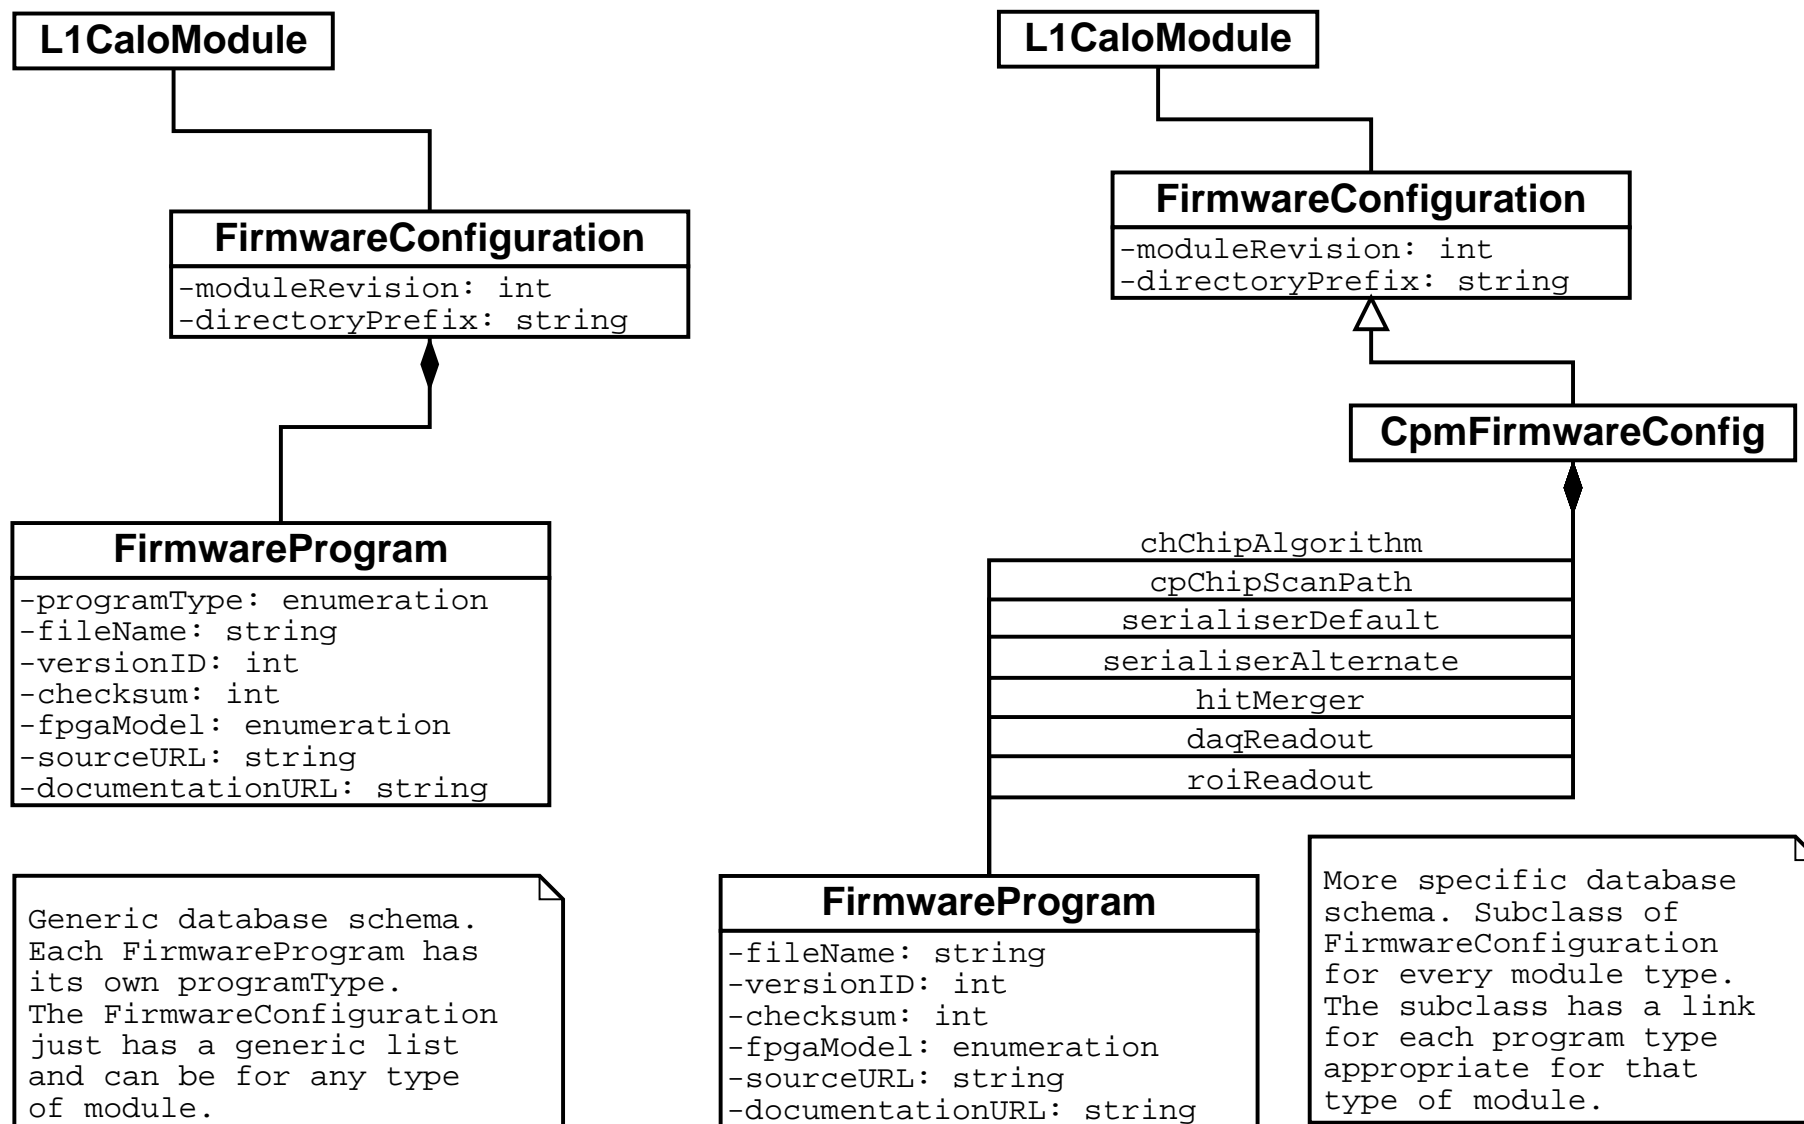 L1CaloModule
FirmwareConfiguration
-moduleRevision: int
-directoryPrefix: string
FirmwareProgram
-programType: enumeration
-fileName: string
-versionID: int
-checksum: int
-fpgaModel: enumeration
-sourceURL: string
-documentationURL: string
Generic database schema.
Each FirmwareProgram has
its own programType.
The FirmwareConfiguration
just has a generic list
and can be for any type
of module.
L1CaloModule
FirmwareConfiguration
-moduleRevision: int
-directoryPrefix: string
CpmFirmwareConfig
chChipAlgorithm
cpChipScanPath
serialiserDefault
serialiserAlternate
hitMerger
daqReadout
roiReadout
FirmwareProgram
-fileName: string
-versionID: int
-checksum: int
-fpgaModel: enumeration
-sourceURL: string
-documentationURL: string
More specific database
schema. Subclass of
FirmwareConfiguration
for every module type.
The subclass has a link
for each program type
appropriate for that
type of module.